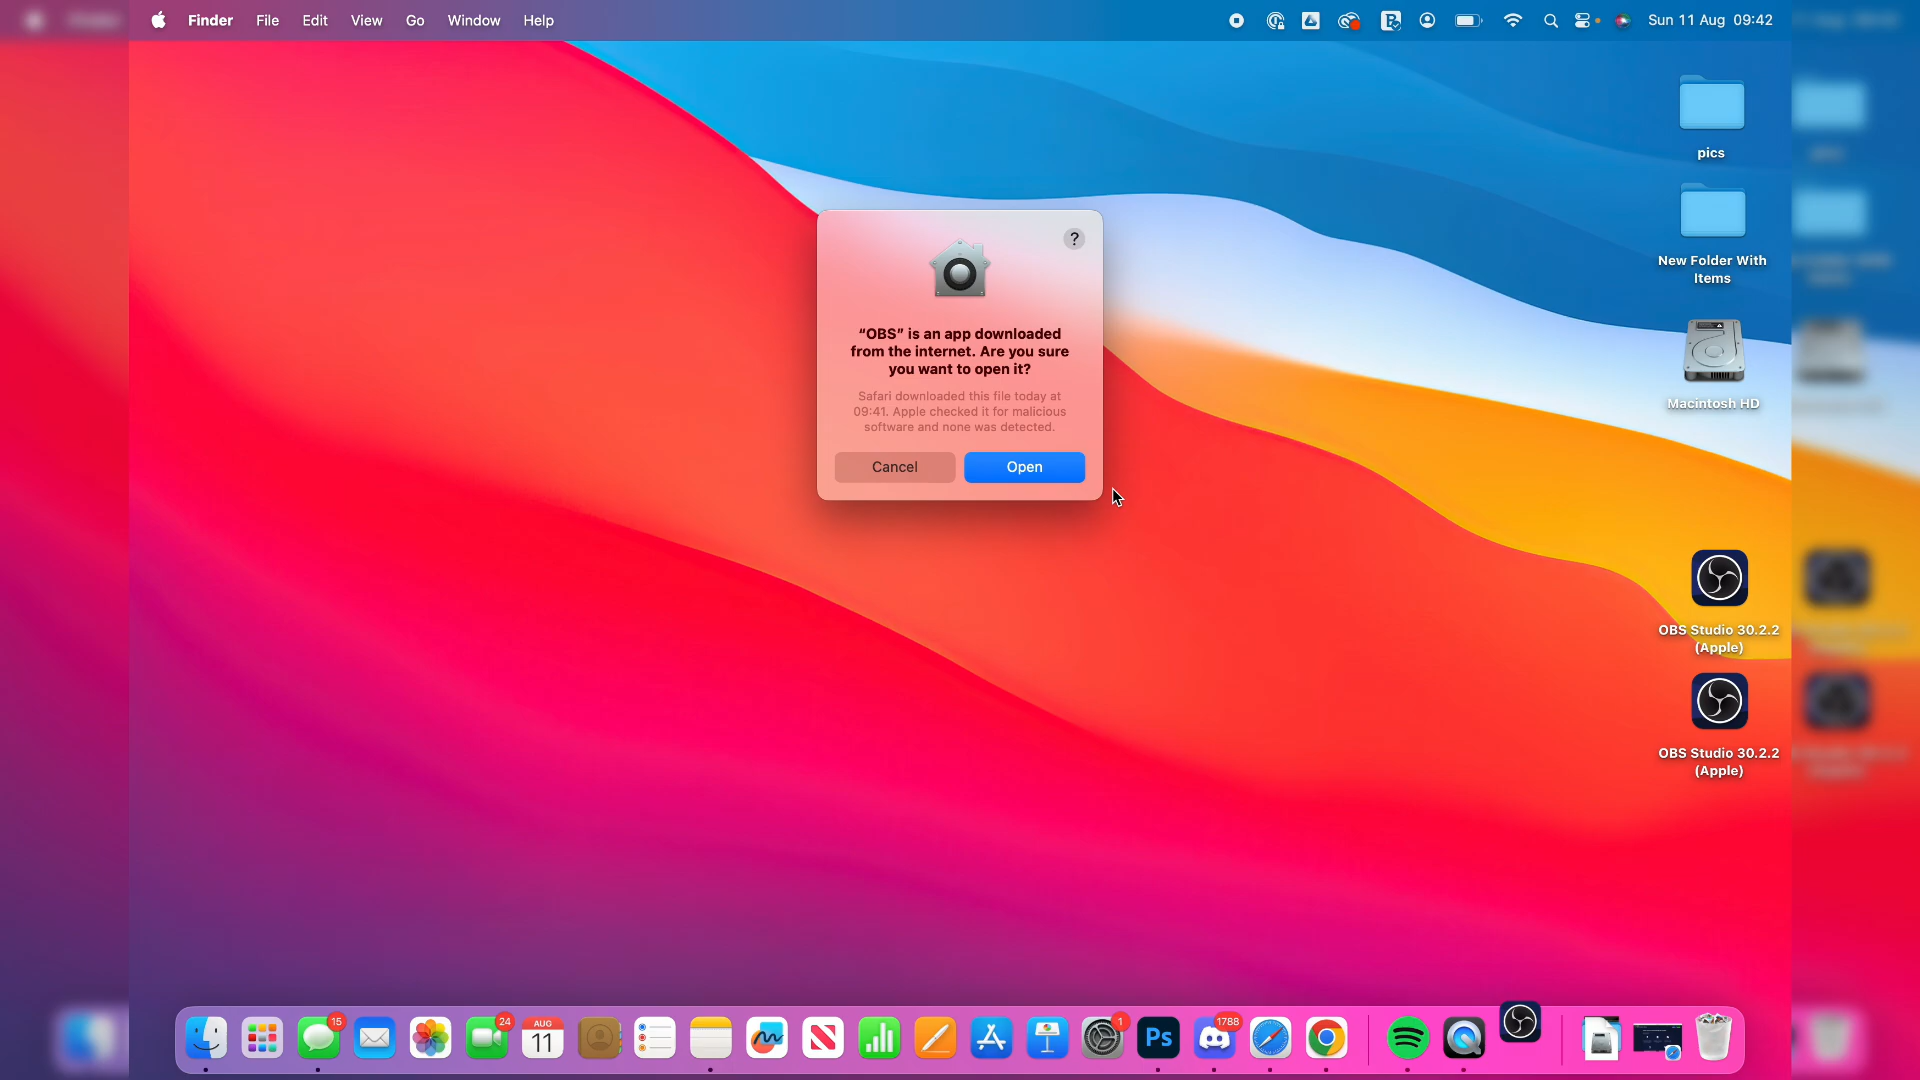 Finder File Edit View Go Window Help Sun 11 Aug 09:42
pics
New Folder With
Items
Macintosh HD
?
“OBS” is an app downloaded
from the internet. Are you sure
you want to open it?
Safari downloaded this file today at
09:41. Apple checked it for malicious
software and none was detected.
Cancel Open
OBS Studio 30.2.2
(Apple)
OBS Studio 30.2.2
(Apple)
15 24 AUG 11 1 Ps 1788